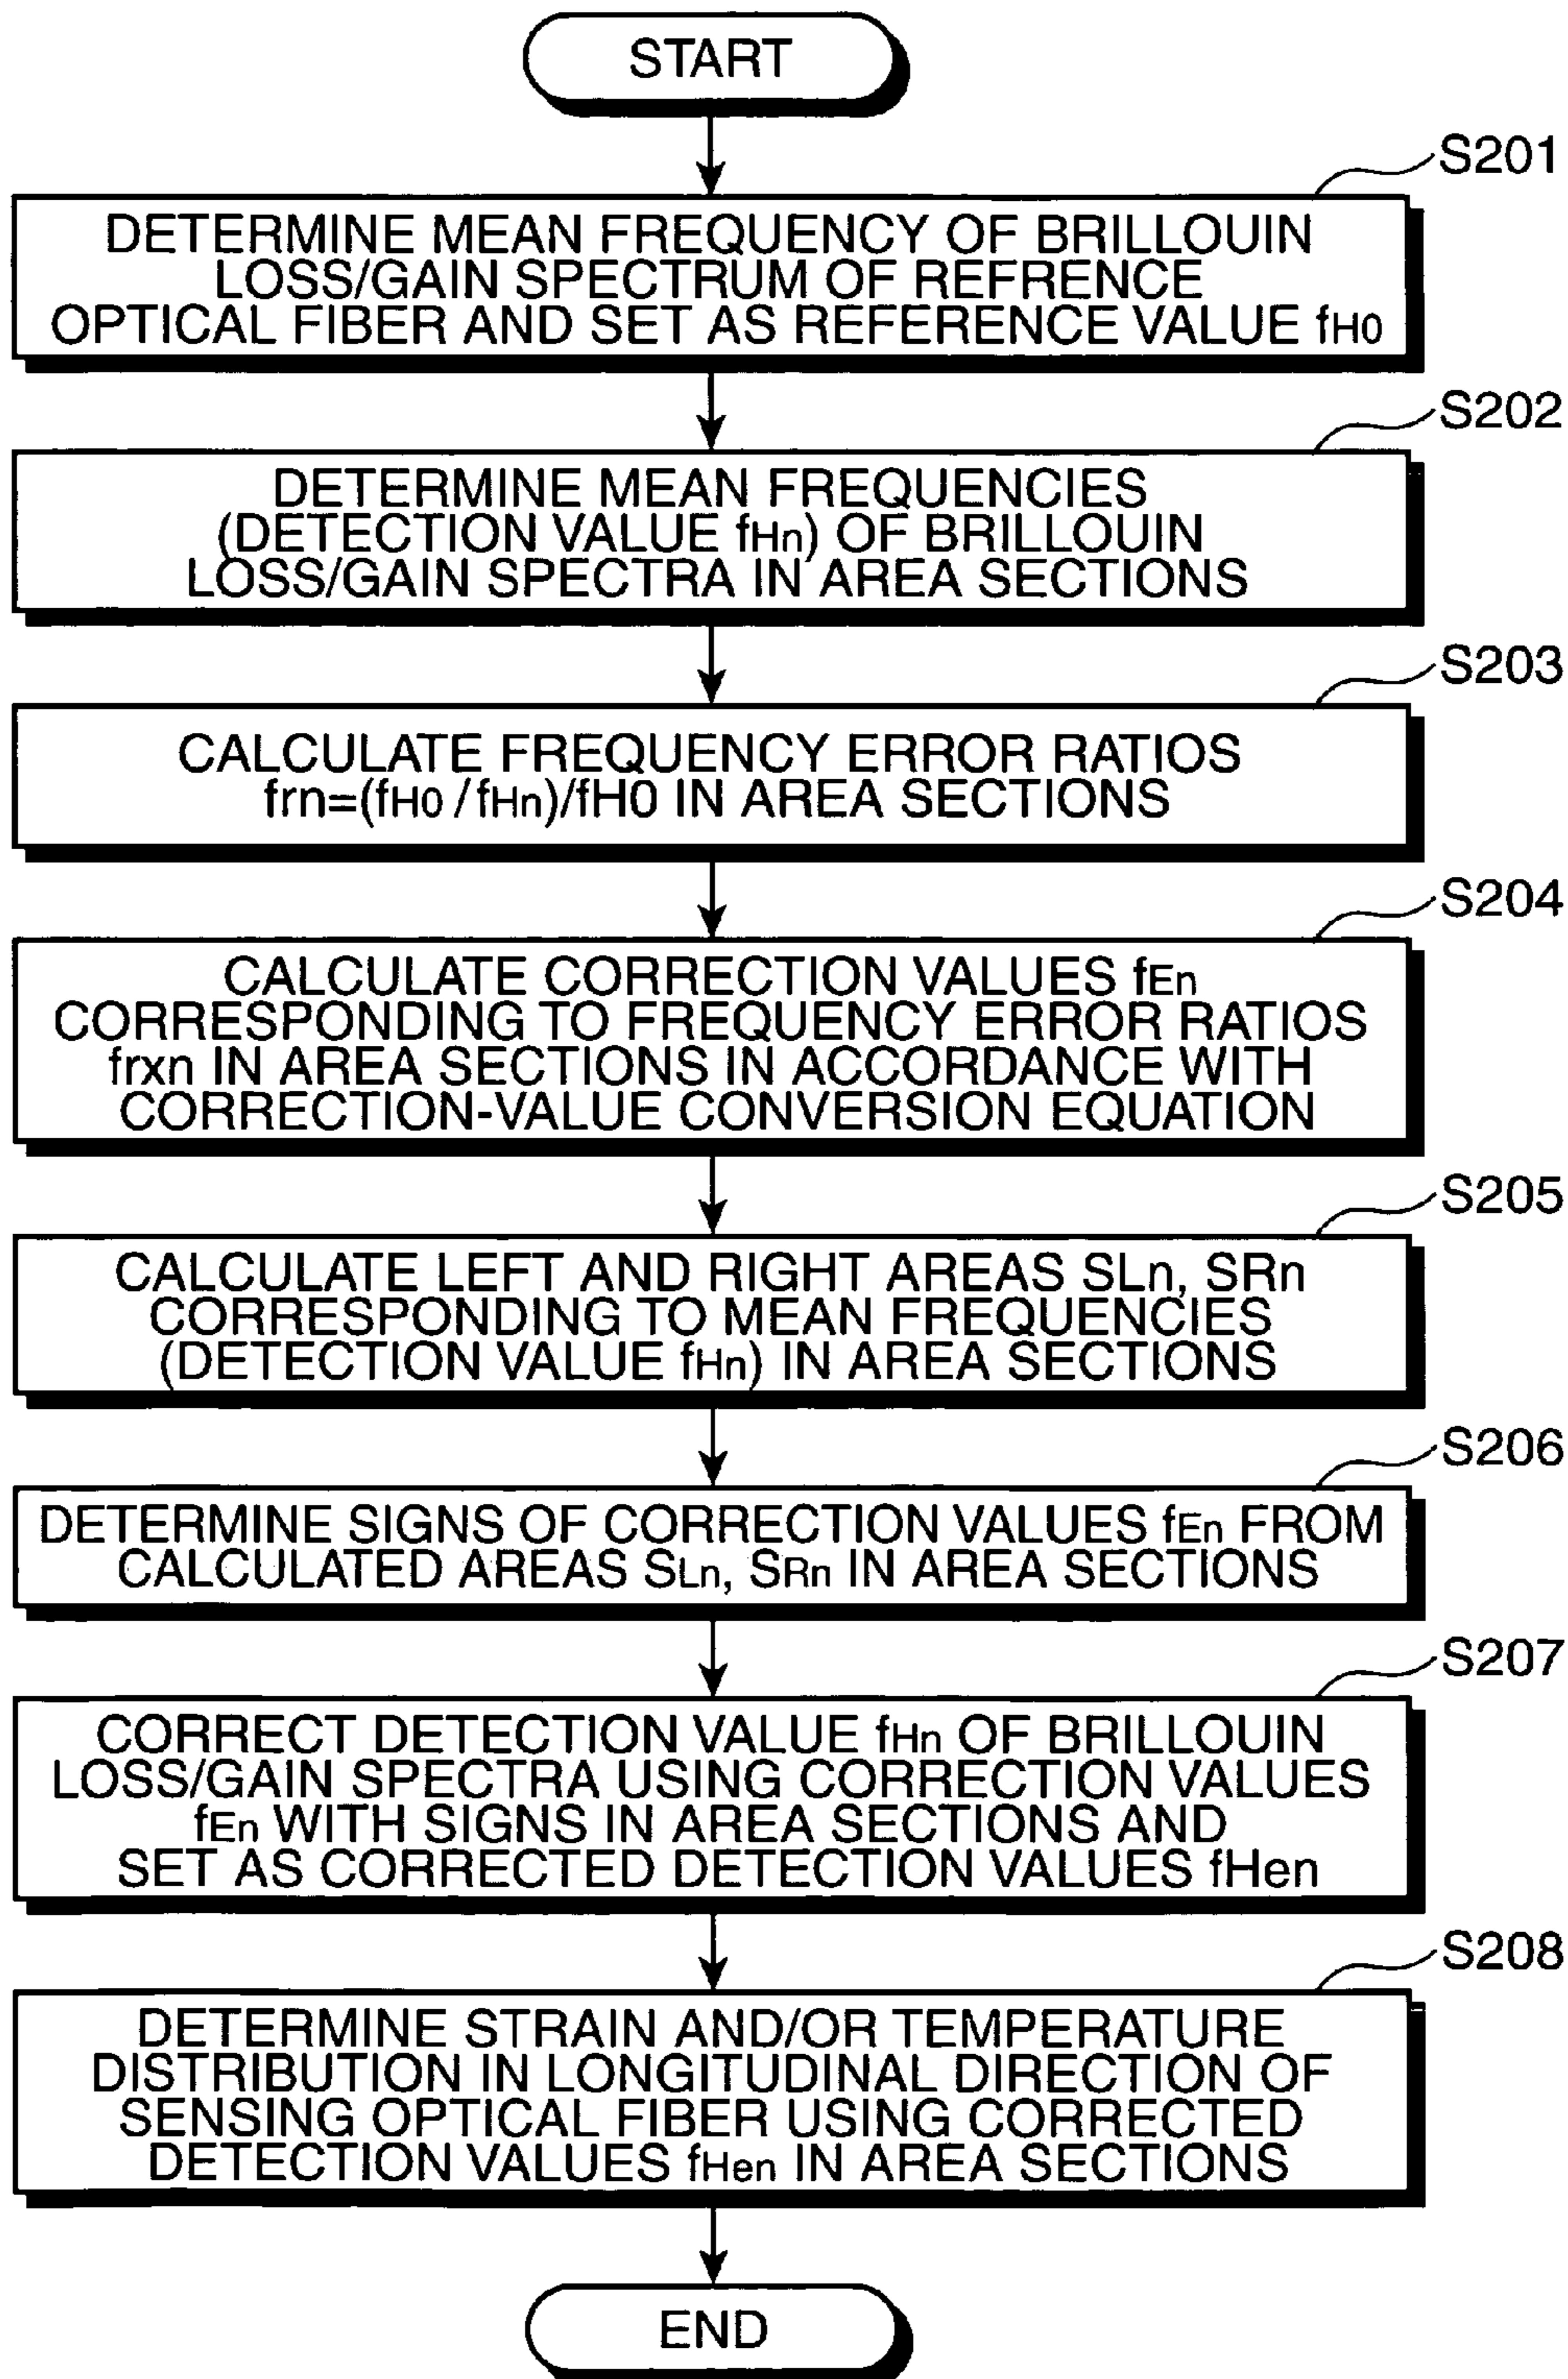 START
S201
DETERMINE MEAN FREQUENCY OF BRILLOUIN
LOSS/GAIN SPECTRUM OF REFRENCE
OPTICAL FIBER AND SET AS REFERENCE VALUE fH0
S202
DETERMINE MEAN FREQUENCIES
(DETECTION VALUE fHn) OF BRILLOUIN
LOSS/GAIN SPECTRA IN AREA SECTIONS
S203
CALCULATE FREQUENCY ERROR RATIOS
frn=(fH0 / fHn)/fH0 IN AREA SECTIONS
S204
CALCULATE CORRECTION VALUES fEn
CORRESPONDING TO FREQUENCY ERROR RATIOS
frxn IN AREA SECTIONS IN ACCORDANCE WITH
CORRECTION-VALUE CONVERSION EQUATION
S205
CALCULATE LEFT AND RIGHT AREAS SLn, SRn
CORRESPONDING TO MEAN FREQUENCIES
(DETECTION VALUE fHn) IN AREA SECTIONS
S206
DETERMINE SIGNS OF CORRECTION VALUES fEn FROM
CALCULATED AREAS SLn, SRn IN AREA SECTIONS
S207
CORRECT DETECTION VALUE fHn OF BRILLOUIN
LOSS/GAIN SPECTRA USING CORRECTION VALUES
fEn WITH SIGNS IN AREA SECTIONS AND
SET AS CORRECTED DETECTION VALUES fHen
S208
DETERMINE STRAIN AND/OR TEMPERATURE
DISTRIBUTION IN LONGITUDINAL DIRECTION OF
SENSING OPTICAL FIBER USING CORRECTED
DETECTION VALUES fHen IN AREA SECTIONS
END